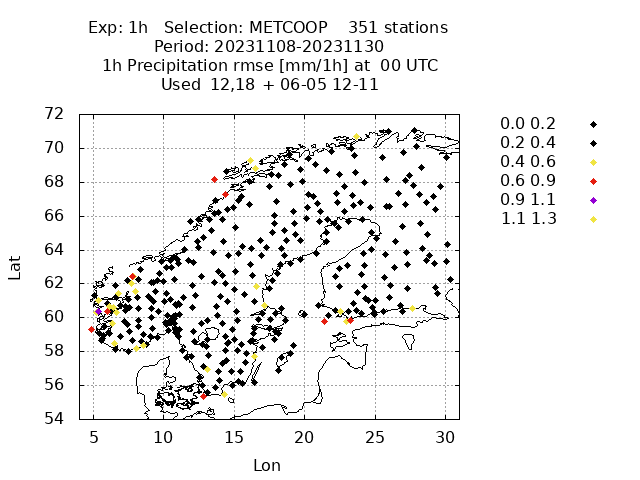 Exp: 1h   Selection: METCOOP    351 stations
Period: 20231108-20231130
1h Precipitation rmse [mm/1h] at  00 UTC
Used  12,18 + 06-05 12-11
72
70
68
66
64
62
60
58
56
54
Lat
5 10 15 20 25 30
Lon
0.0 0.2
0.2 0.4
0.4 0.6
0.6 0.9
0.9 1.1
1.1 1.3